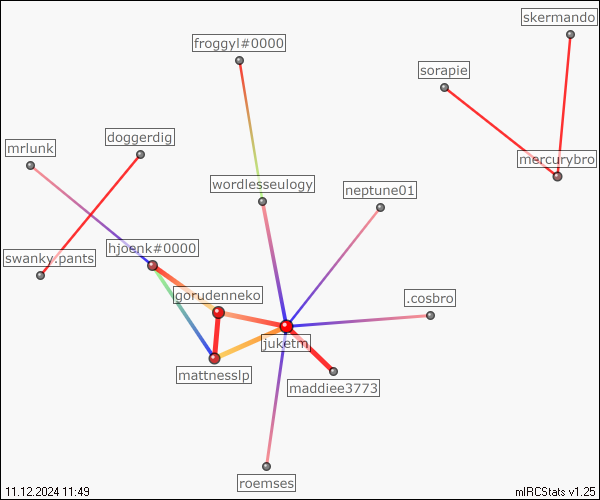 skermando
froggyl#0000
sorapie
doggerdig
mrlunk
mercurybro
wordlesseulogy
neptune01
hjoenk#0000
swanky.pants
gorudenneko
.cosbro
juketm
mattnesslp
maddiee3773
roemses
11.12.2024 11:49
mIRCStats v1.25